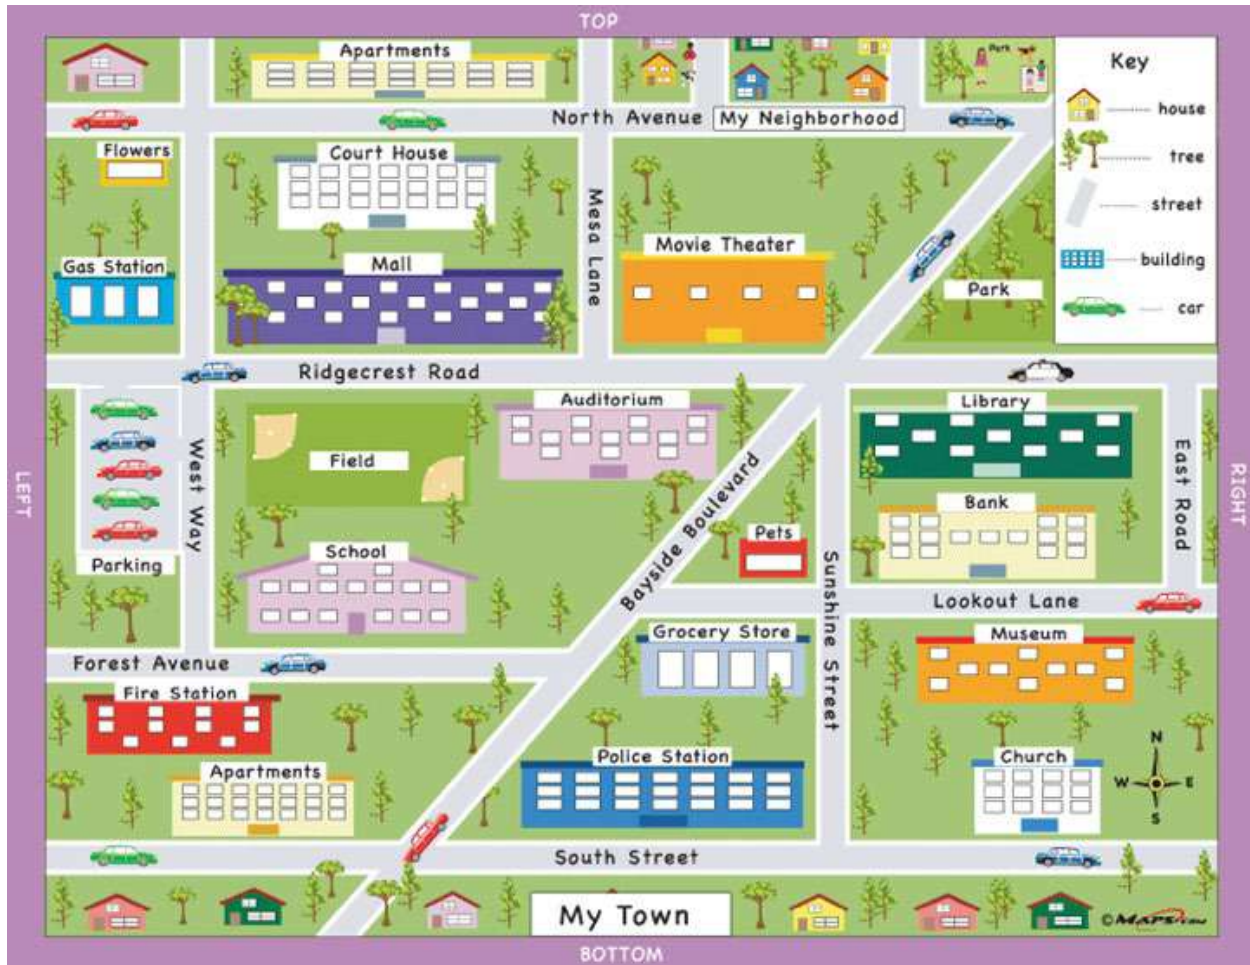 TOP
Apartments
Park
Key
house
tree
street
building
car
North Avenue
My Neighborhood
Flowers
Court House
Mesa Lane
Movie Theater
Gas Station
Mall
Park
Ridgecrest Road
Auditorium
Library
Field
West Way
LEFT
RIGHT
East Road
Bayside Boulevard
Bank
Pets
School
Parking
Sunshine Street
Lookout Lane
Grocery Store
Museum
Forest Avenue
Fire Station
Police Station
Church
N
W E
S
Apartments
South Street
My Town
©MAPS.com
BOTTOM